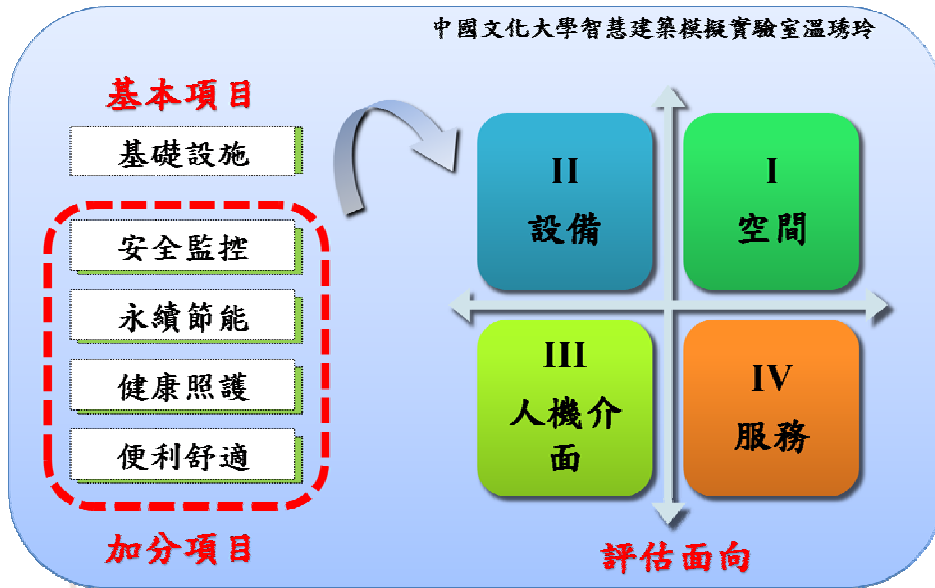 中國文化大學智慧建築模擬實驗室溫琇玲
基本項目
基礎設施
安全監控
永續節能
健康照護
便利舒適
加分項目
II
設備
I
空間
III
人機介
面
IV
服務
評估面向